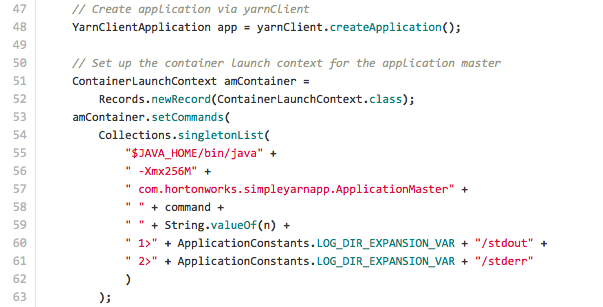 47 // Create application via yarnClient
48 YarnClientApplication app = yarnClient.createApplication();
49
50 // Set up the container launch context for the application master
51 ContainerLaunchContext amContainer =
52 Records.newRecord(ContainerLaunchContext.class);
53 amContainer.setCommands(
54 Collections.singletonList(
55 "$JAVA_HOME/bin/java" +
56 " -Xmx256M" +
57 " com.hortonworks.simpleyarnapp.ApplicationMaster" +
58 " " + command +
59 " " + String.valueOf(n) +
60 " 1>" + ApplicationConstants.LOG_DIR_EXPANSION_VAR + "/stdout" +
61 " 2>" + ApplicationConstants.LOG_DIR_EXPANSION_VAR + "/stderr"
62 )
63 );